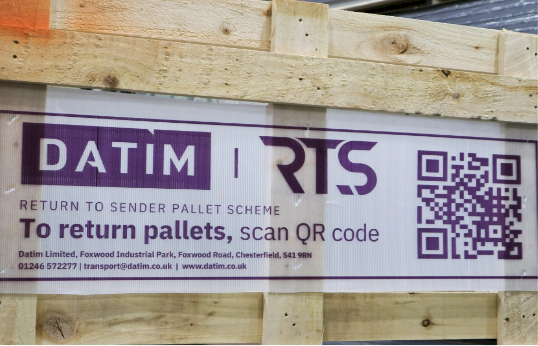 DATIM | RTS
RETURN TO SENDER PALLET SCHEME
To return pallets, scan QR code
Datim Limited, Foxwood Industrial Park, Foxwood Road, Chesterfield, S41 9RN
01246 572277 | transport@datim.co.uk | www.datim.co.uk